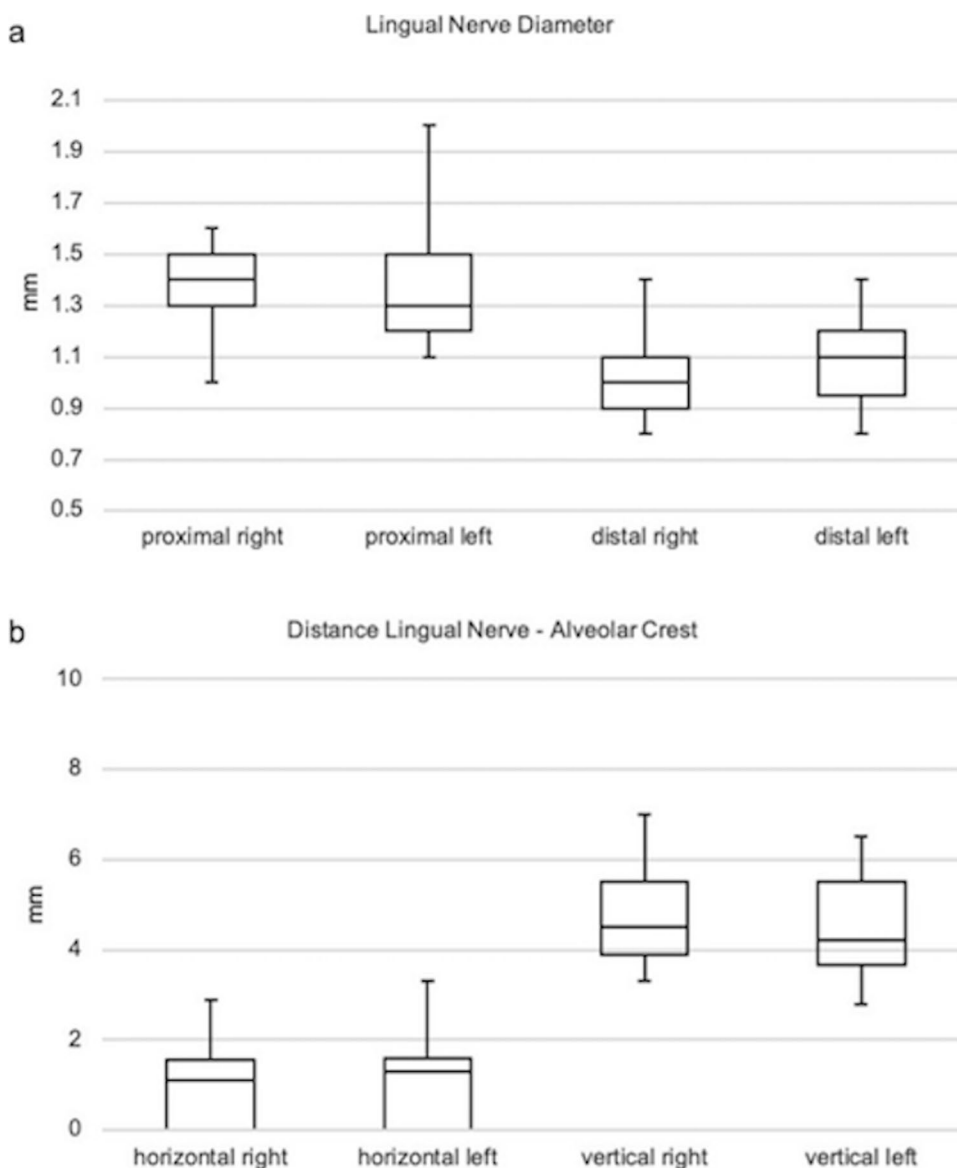 a
Lingual Nerve Diameter
2.1
1.9
1.7
1.5
1.3
1.1
0.9
0.7
0.5
mm
proximal right proximal left distal right distal left
b
Distance Lingual Nerve - Alveolar Crest
10
8
6
4
2
0
mm
horizontal right horizontal left vertical right vertical left